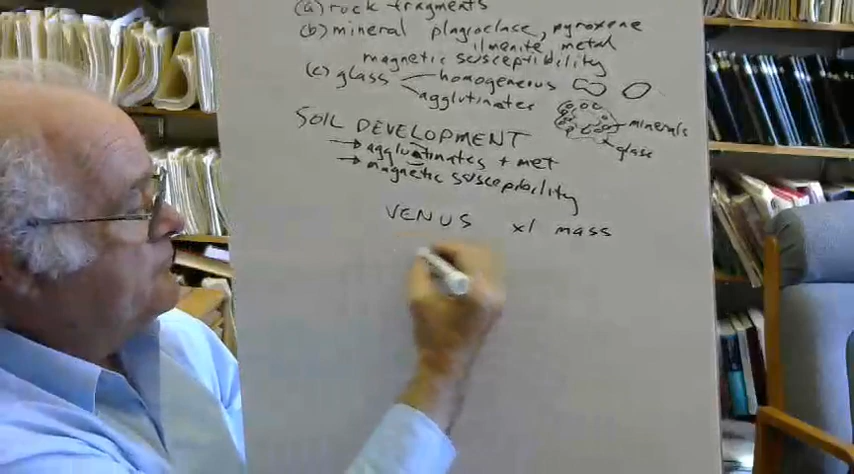 (a) rock fragments
(b) mineral plagioclase, pyroxene
ilmenite, metal
magnetic susceptibility
(c) glass homogeneous
agglutinates
minerals
glass
SOIL DEVELOPMENT
→ agglutinates + met
→ magnetic susceptibility
VENUS x1 mass